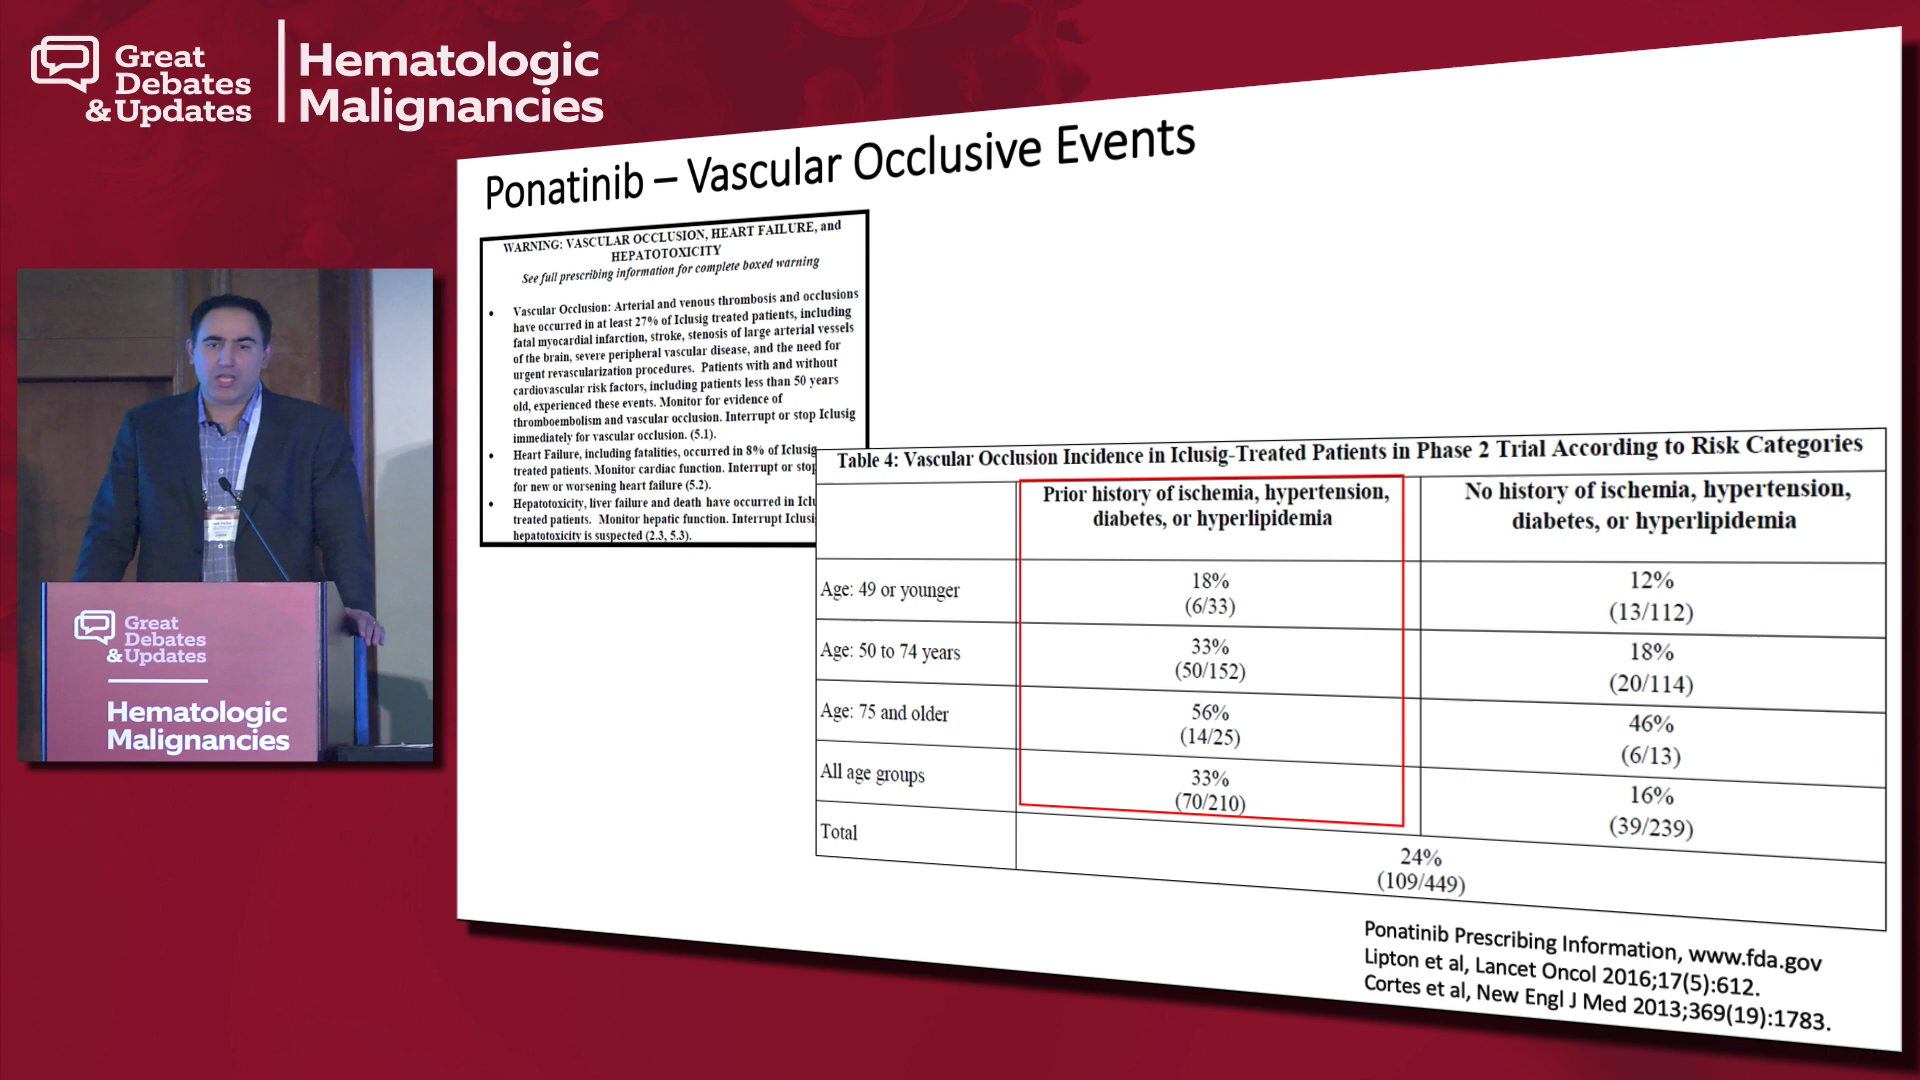 Great
Debates
& Updates
Hematologic
Malignancies
Ponatinib – Vascular Occlusive Events
WARNING: VASCULAR OCCLUSION, HEART FAILURE, and
HEPATOTOXICITY
See full prescribing information for complete boxed warning
• Vascular Occlusion: Arterial and venous thrombosis and occlusions
have occurred in at least 27% of Iclusig treated patients, including
fatal myocardial infarction, stroke, stenosis of large arterial vessels
of the brain, severe peripheral vascular disease, and the need for
urgent revascularization procedures. Patients with and without
cardiovascular risk factors, including patients less than 50 years
old, experienced these events. Monitor for evidence of
thromboembolism and vascular occlusion. Interrupt or stop Iclusig
immediately for vascular occlusion. (5.1).
• Heart Failure, including fatalities, occurred in 8% of Iclusig
treated patients. Monitor cardiac function. Interrupt or stop
for new or worsening heart failure (5.2).
• Hepatotoxicity, liver failure and death have occurred in Iclu
treated patients. Monitor hepatic function. Interrupt Iclusi
hepatotoxicity is suspected (2.3, 5.3).
Table 4: Vascular Occlusion Incidence in Iclusig-Treated Patients in Phase 2 Trial According to Risk Categories
Prior history of ischemia, hypertension,
diabetes, or hyperlipidemia
No history of ischemia, hypertension,
diabetes, or hyperlipidemia
Age: 49 or younger
18%
(6/33)
12%
(13/112)
Age: 50 to 74 years
33%
(50/152)
18%
(20/114)
Age: 75 and older
56%
(14/25)
46%
(6/13)
All age groups
33%
(70/210)
16%
(39/239)
Total
24%
(109/449)
Ponatinib Prescribing Information, www.fda.gov
Lipton et al, Lancet Oncol 2016;17(5):612.
Cortes et al, New Engl J Med 2013;369(19):1783.
Great
Debates
& Updates
Hematologic
Malignancies